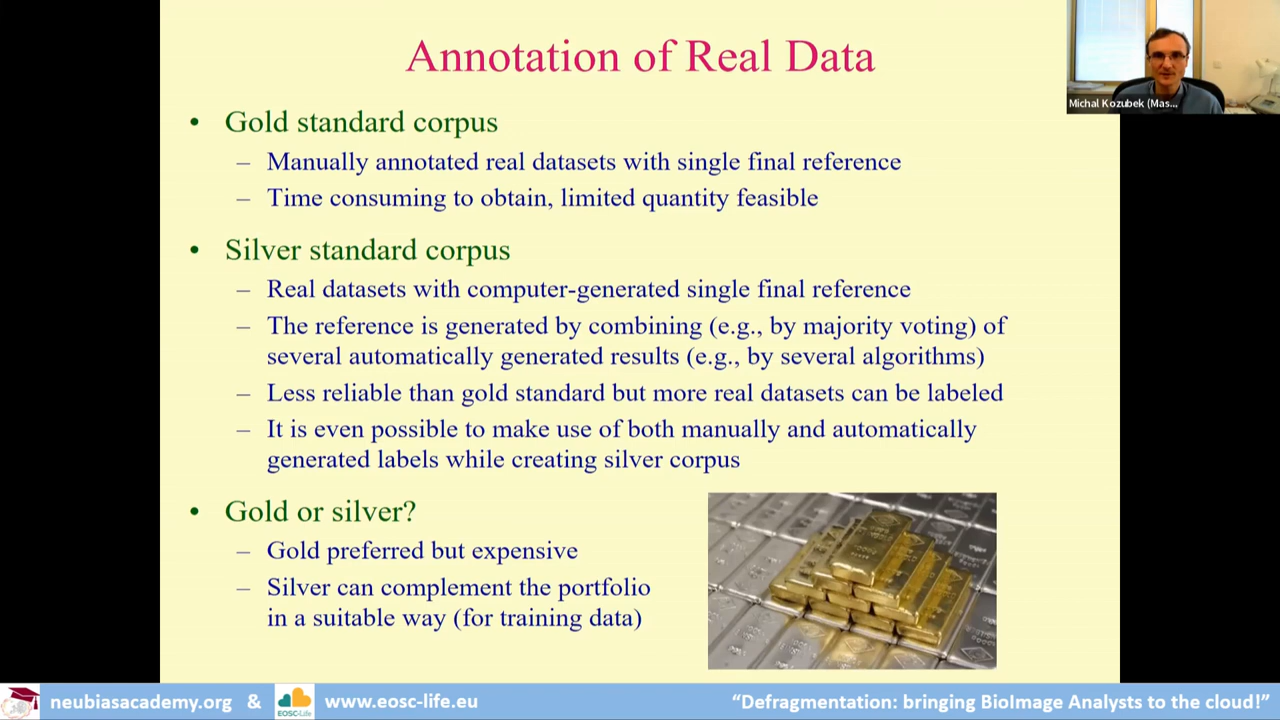 Annotation of Real Data
Michal Kozubek (Mas...
• Gold standard corpus
– Manually annotated real datasets with single final reference
– Time consuming to obtain, limited quantity feasible
• Silver standard corpus
– Real datasets with computer-generated single final reference
– The reference is generated by combining (e.g., by majority voting) of
several automatically generated results (e.g., by several algorithms)
– Less reliable than gold standard but more real datasets can be labeled
– It is even possible to make use of both manually and automatically
generated labels while creating silver corpus
• Gold or silver?
– Gold preferred but expensive
– Silver can complement the portfolio
in a suitable way (for training data)
neubiasacademy.org & EOSC-Life www.eosc-life.eu “Defragmentation: bringing BioImage Analysts to the cloud!”